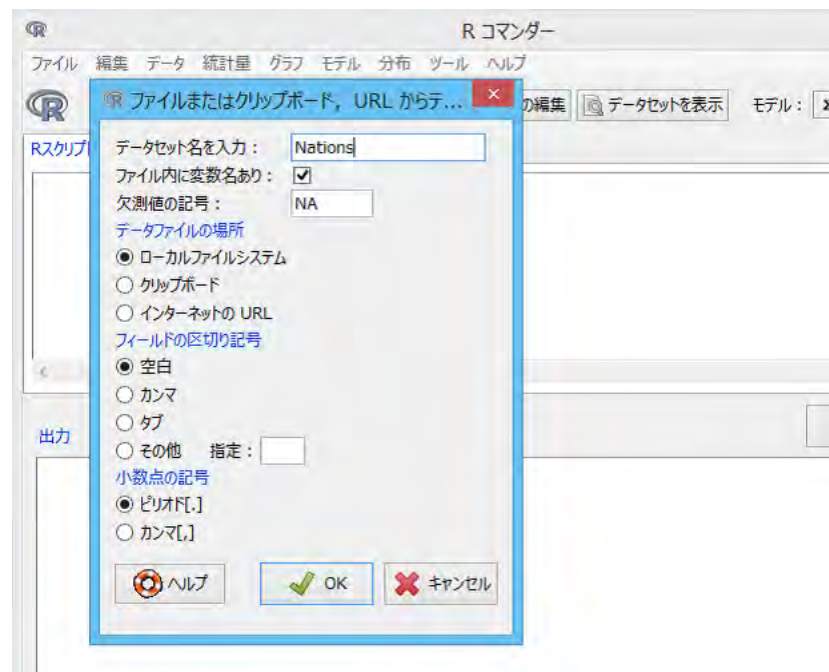 R コマンダー
ファイル 編集 データ 統計量 グラフ モデル 分布 ツール ヘルプ
ファイルまたはクリップボード, URL からテ...
の編集 データセットを表示 モデル :
Rスクリプ
データセット名を入力 : Nations
ファイル内に変数名あり :
欠測値の記号 : NA
データファイルの場所
ローカルファイルシステム
クリップボード
インターネットの URL
フィールドの区切り記号
空白
カンマ
タブ
その他 指定 :
出力
小数点の記号
ピリオド[.]
カンマ[,]
ヘルプ OK キャンセル